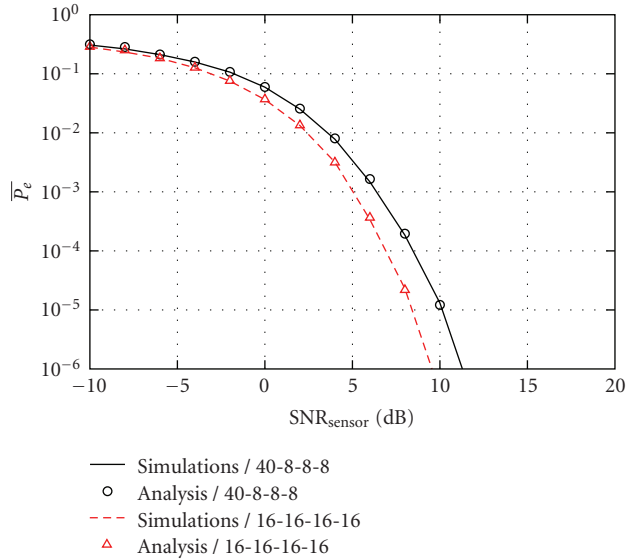 10⁰
10⁻¹
10⁻²
10⁻³
10⁻⁴
10⁻⁵
10⁻⁶
P̅ₑ
−10 −5 0 5 10 15 20
SNRsensor (dB)
Simulations / 40-8-8-8
Analysis / 40-8-8-8
Simulations / 16-16-16-16
Analysis / 16-16-16-16